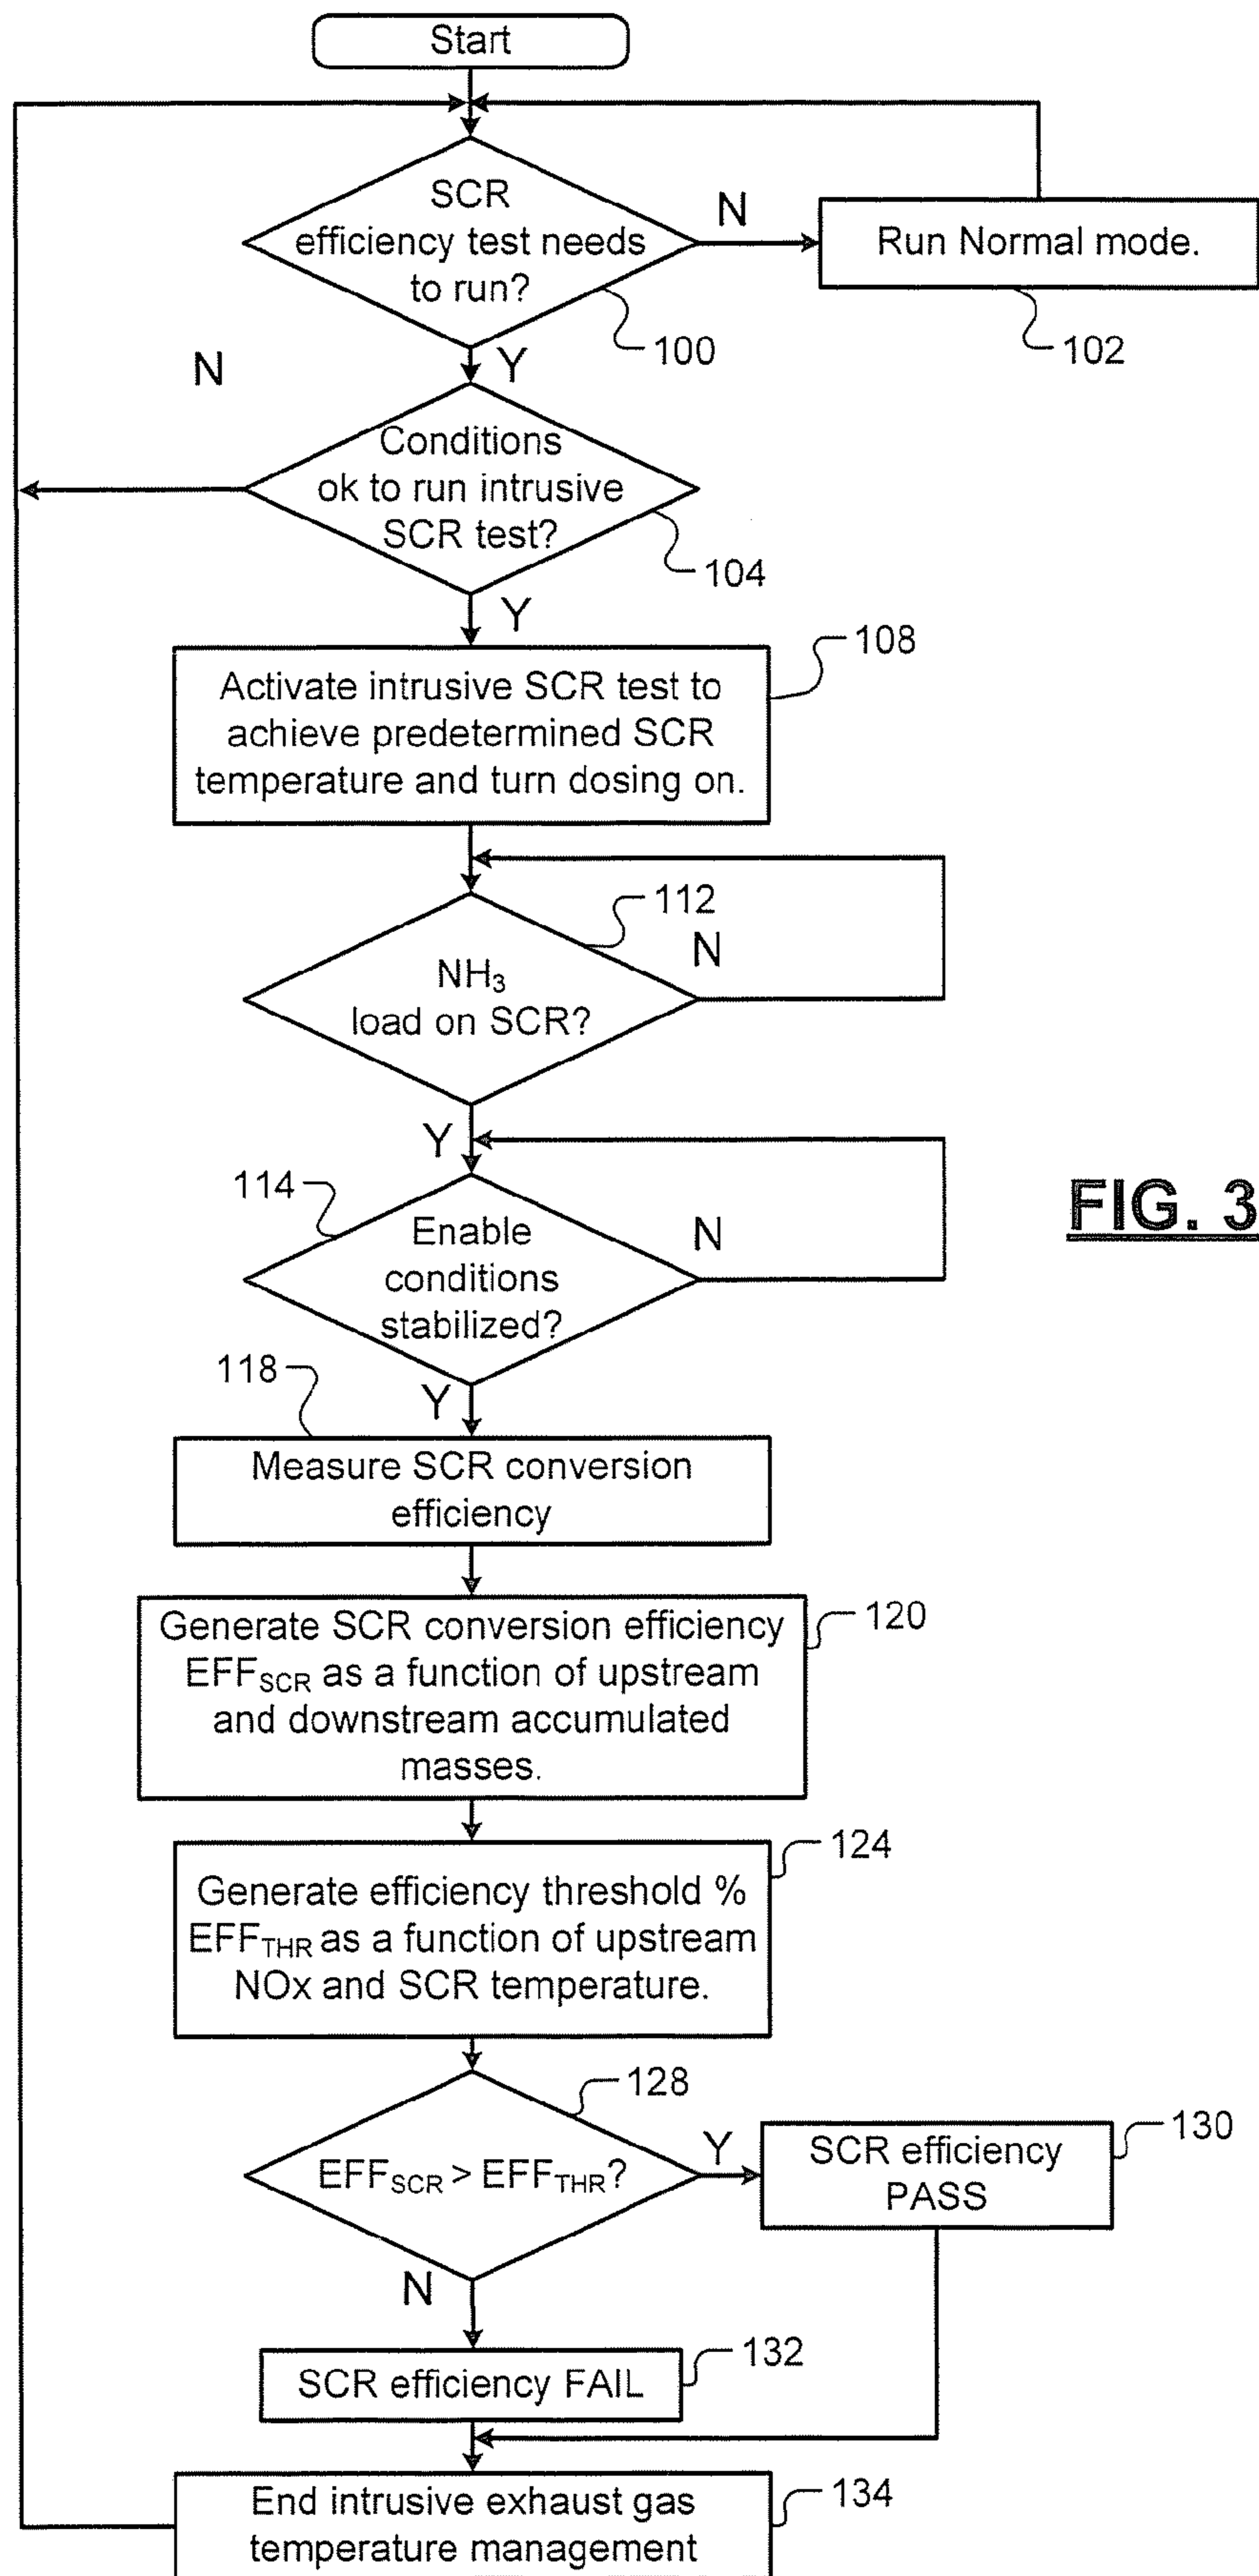 Start
SCR
efficiency test needs
to run?
N
Run Normal mode.
100
102
N
Y
Conditions
ok to run intrusive
SCR test?
104
Y
108
Activate intrusive SCR test to
achieve predetermined SCR
temperature and turn dosing on.
112
N
NH₃
load on SCR?
Y
114
Enable
conditions
stabilized?
N
FIG. 3
118
Y
Measure SCR conversion
efficiency
120
Generate SCR conversion efficiency
EFF_SCR as a function of upstream
and downstream accumulated
masses.
124
Generate efficiency threshold %
EFF_THR as a function of upstream
NOx and SCR temperature.
128
EFF_SCR > EFF_THR?
Y
130
SCR efficiency
PASS
N
132
SCR efficiency FAIL
134
End intrusive exhaust gas
temperature management